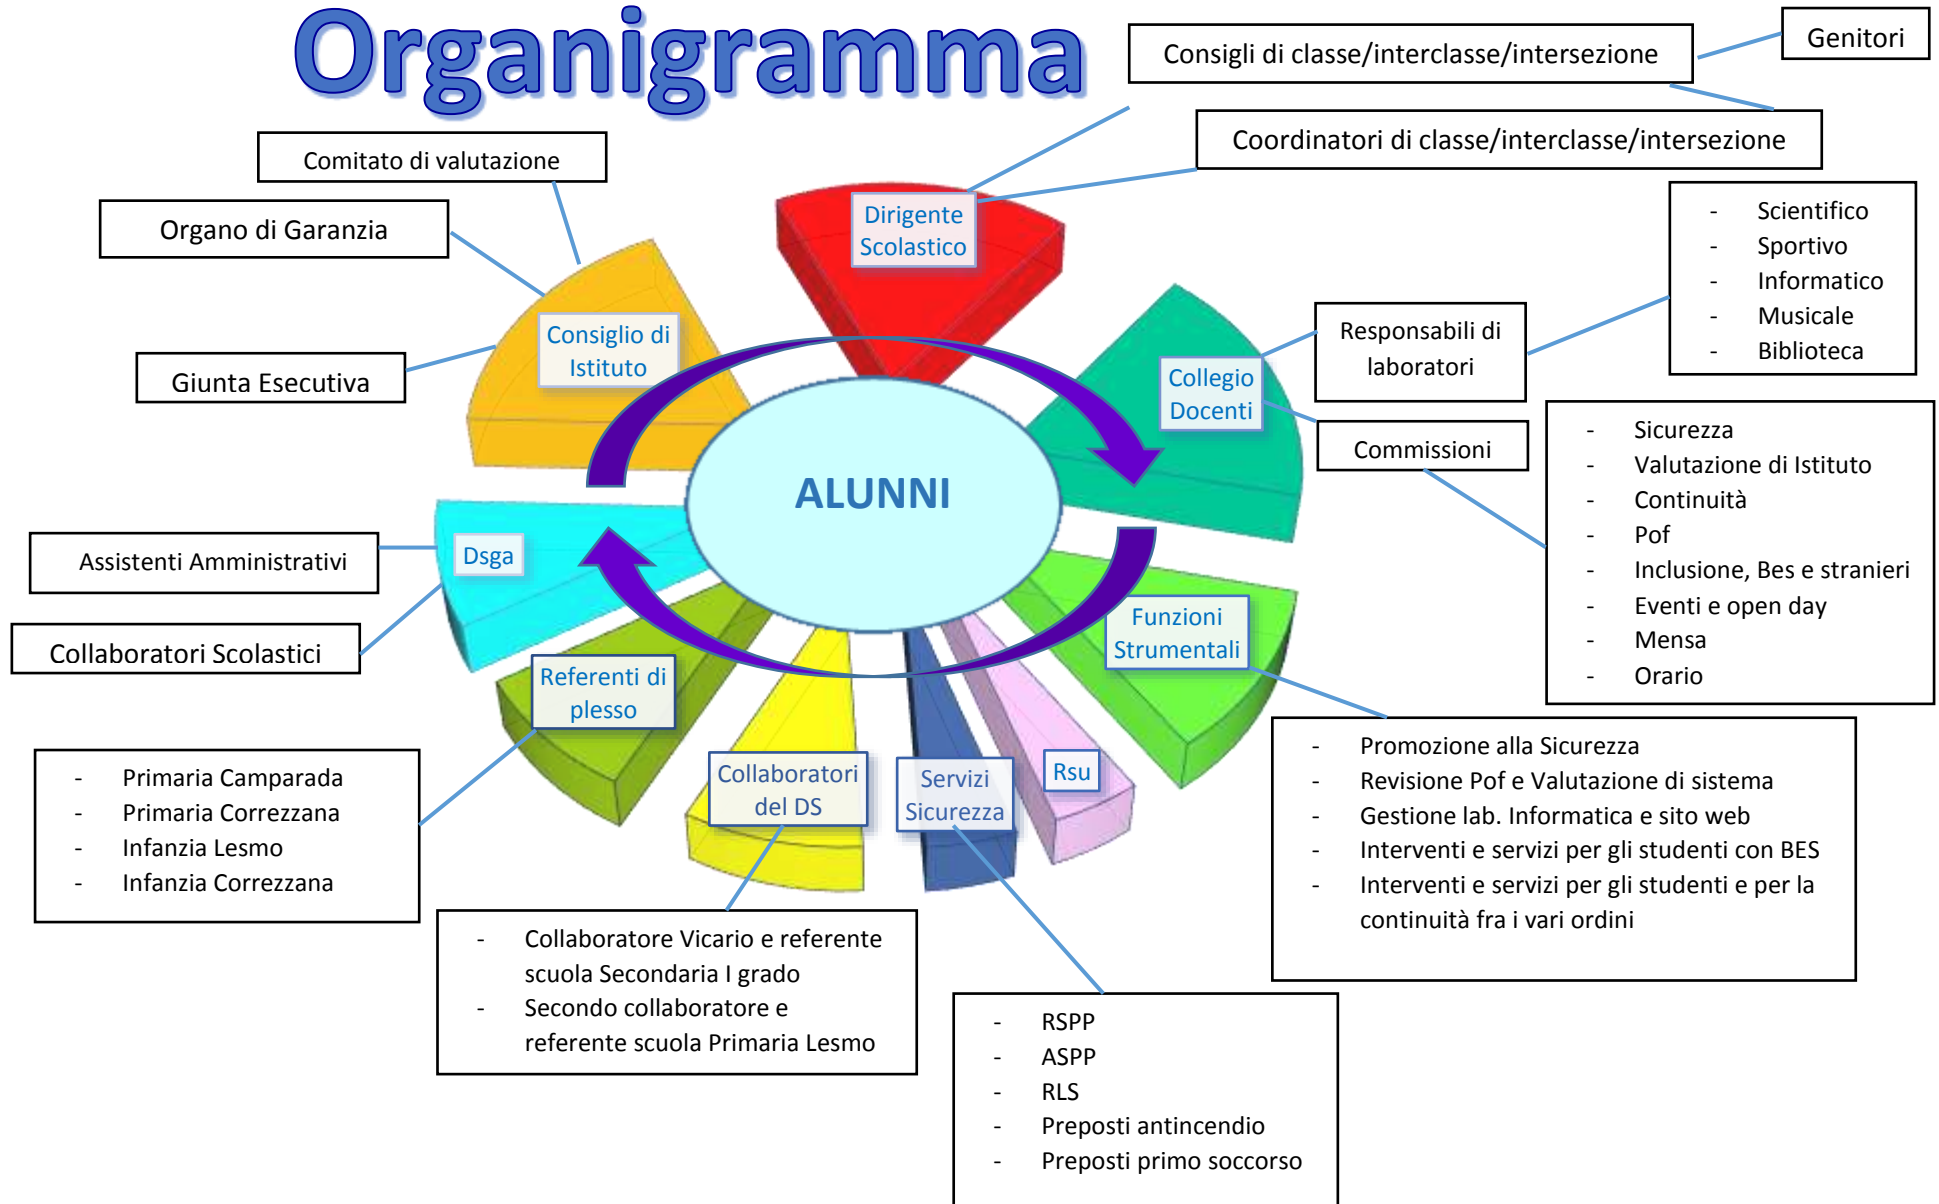 Organigramma
Consigli di classe/interclasse/intersezione
Genitori
Coordinatori di classe/interclasse/intersezione
Comitato di valutazione
Organo di Garanzia
Giunta Esecutiva
Dirigente
Scolastico
Consiglio di
Istituto
Collegio
Docenti
Responsabili di
laboratori
- Scientifico
- Sportivo
- Informatico
- Musicale
- Biblioteca
Commissioni
- Sicurezza
- Valutazione di Istituto
- Continuità
- Pof
- Inclusione, Bes e stranieri
- Eventi e open day
- Mensa
- Orario
ALUNNI
Assistenti Amministrativi
Dsga
Collaboratori Scolastici
Funzioni
Strumentali
Referenti di
plesso
Collaboratori
del DS
Servizi
Sicurezza
Rsu
- Primaria Camparada
- Primaria Correzzana
- Infanzia Lesmo
- Infanzia Correzzana
- Promozione alla Sicurezza
- Revisione Pof e Valutazione di sistema
- Gestione lab. Informatica e sito web
- Interventi e servizi per gli studenti con BES
- Interventi e servizi per gli studenti e per la
continuità fra i vari ordini
- Collaboratore Vicario e referente
scuola Secondaria I grado
- Secondo collaboratore e
referente scuola Primaria Lesmo
- RSPP
- ASPP
- RLS
- Preposti antincendio
- Preposti primo soccorso